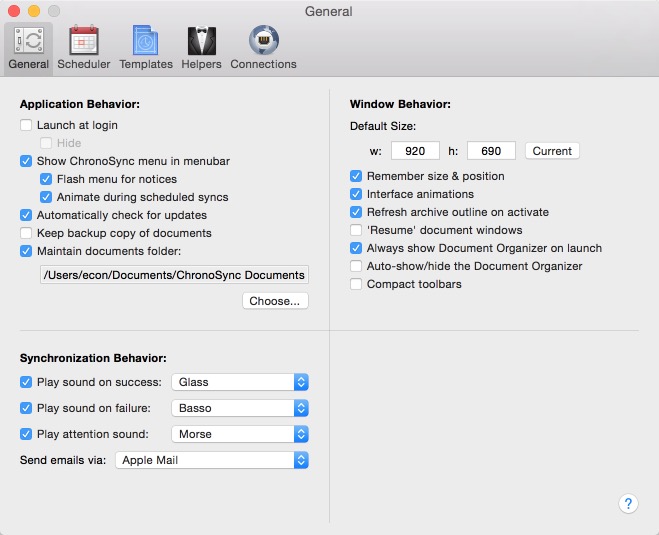 General
General Scheduler Templates Helpers Connections
Application Behavior:
Launch at login
Hide
Show ChronoSync menu in menubar
Flash menu for notices
Animate during scheduled syncs
Automatically check for updates
Keep backup copy of documents
Maintain documents folder:
/Users/econ/Documents/ChronoSync Documents
Choose...
Window Behavior:
Default Size:
w: 920 h: 690 Current
Remember size & position
Interface animations
Refresh archive outline on activate
'Resume' document windows
Always show Document Organizer on launch
Auto-show/hide the Document Organizer
Compact toolbars
Synchronization Behavior:
Play sound on success: Glass
Play sound on failure: Basso
Play attention sound: Morse
Send emails via: Apple Mail
?